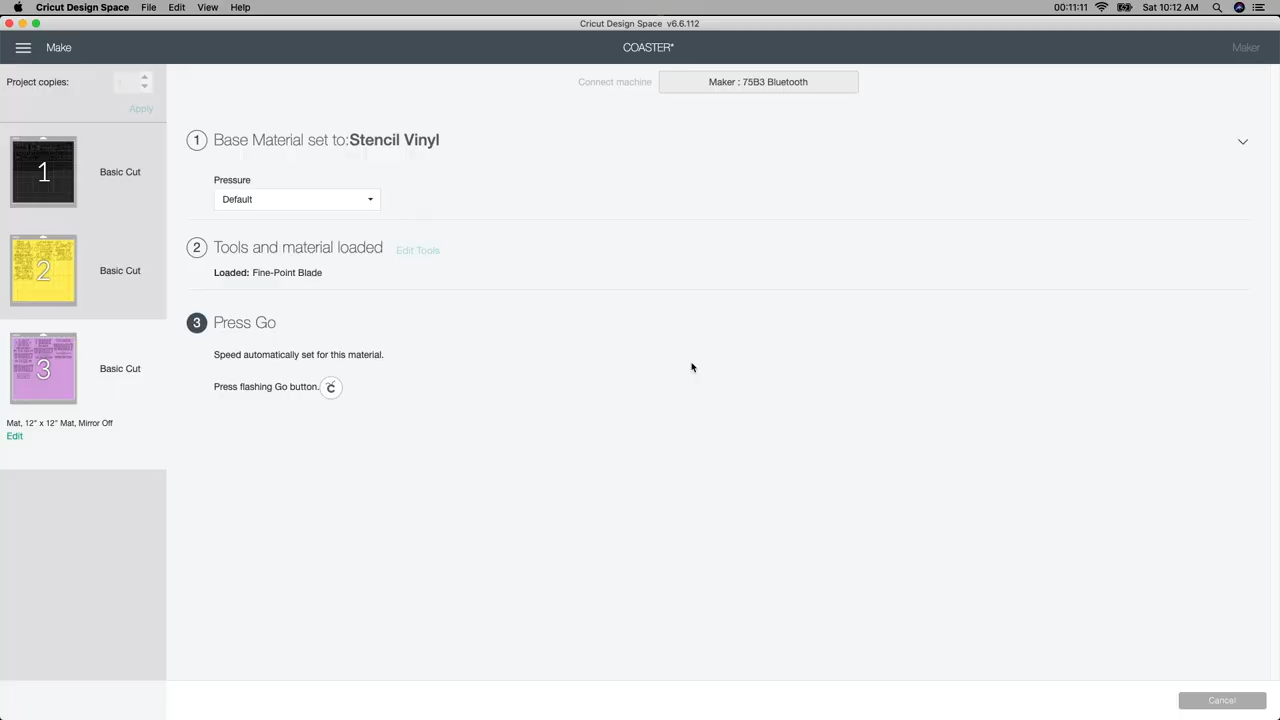 Cricut Design Space File Edit View Help 00:11:11 Sat 10:12 AM
Cricut Design Space v6.6.112
Make COASTER* Maker
Project copies: 1
Connect machine Maker : 75B3 Bluetooth
Apply
1 Basic Cut
2 Basic Cut
3 Basic Cut
Mat, 12" x 12" Mat, Mirror Off
Edit
1 Base Material set to:Stencil Vinyl
Pressure
Default
2 Tools and material loaded Edit Tools
Loaded: Fine-Point Blade
3 Press Go
Speed automatically set for this material.
Press flashing Go button.
Cancel